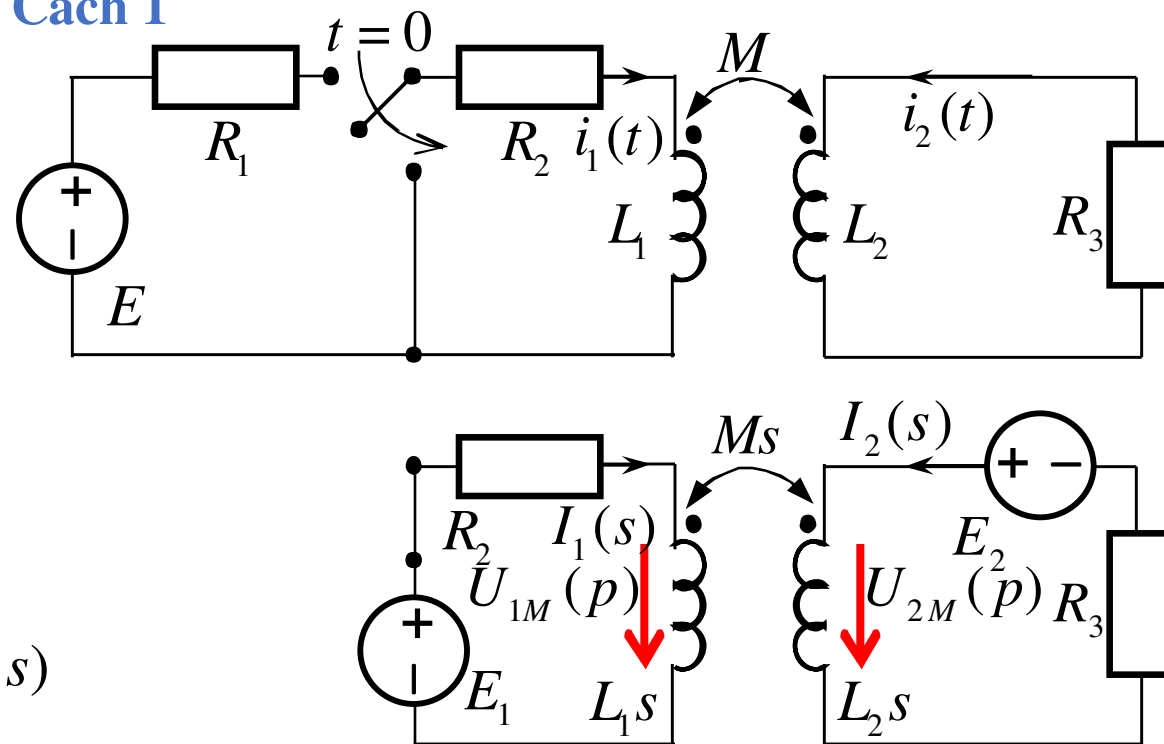 Cách 1
t = 0
M
R1
R2
i1(t)
i2(t)
+
−
E
L1
L2
R3
Ms
I2(s)
+ −
R2
I1(s)
E2
U1M(p)
U2M(p)
R3
+
−
E1
L1s
L2s
s)